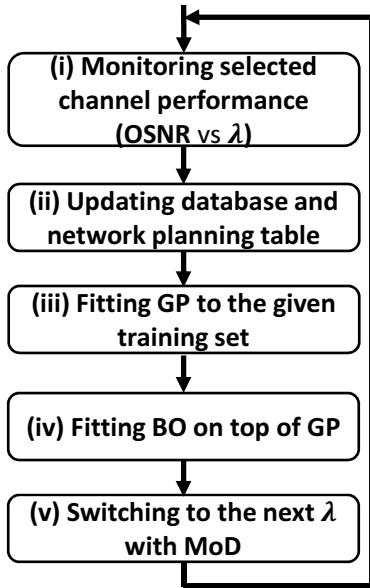 (i) Monitoring selected
channel performance
(OSNR vs λ)
(ii) Updating database and
network planning table
(iii) Fitting GP to the given
training set
(iv) Fitting BO on top of GP
(v) Switching to the next λ
with MoD